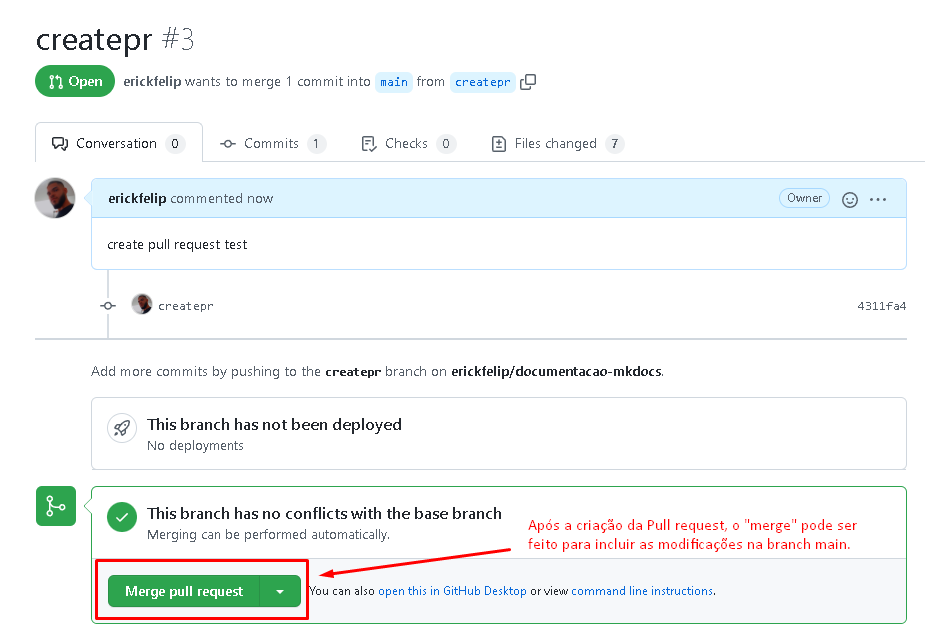 createpr #3
Open erickfelip wants to merge 1 commit into main from createpr
Conversation 0 Commits 1 Checks 0 Files changed 7
erickfelip commented now Owner
create pull request test
createpr 4311fa4
Add more commits by pushing to the createpr branch on erickfelip/documentacao-mkdocs.
This branch has not been deployed
No deployments
This branch has no conflicts with the base branch
Merging can be performed automatically.
Após a criação da Pull request, o "merge" pode ser
feito para incluir as modificações na branch main.
Merge pull request You can also open this in GitHub Desktop or view command line instructions.